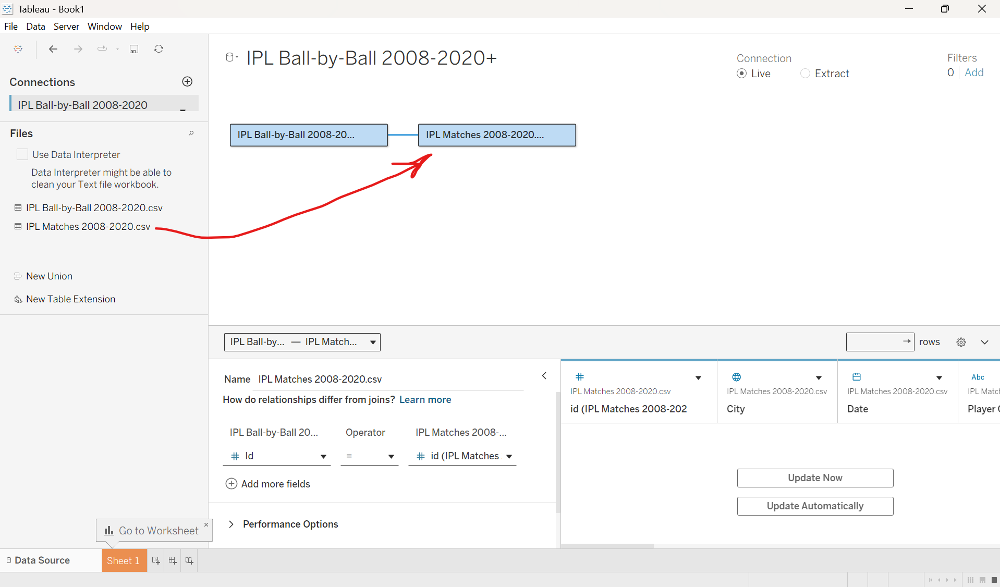 Tableau - Book1
File Data Server Window Help
Connections
IPL Ball-by-Ball 2008-2020
Files
Use Data Interpreter
Data Interpreter might be able to
clean your Text file workbook.
IPL Ball-by-Ball 2008-2020.csv
IPL Matches 2008-2020.csv
New Union
New Table Extension
IPL Ball-by-Ball 2008-2020+
Connection
Live Extract
Filters
0 Add
IPL Ball-by-Ball 2008-20...
IPL Matches 2008-2020....
IPL Ball-by... — IPL Match...
rows
Name IPL Matches 2008-2020.csv
How do relationships differ from joins? Learn more
IPL Ball-by-Ball 20... Operator IPL Matches 2008-...
# Id = # id (IPL Matches
Add more fields
Performance Options
# Abc
IPL Matches 2008-2020.csv IPL Matches 2008-2020.csv IPL Matches 2008-2020.csv IPL Match
id (IPL Matches 2008-202 City Date Player
Update Now
Update Automatically
Go to Worksheet
Data Source Sheet 1